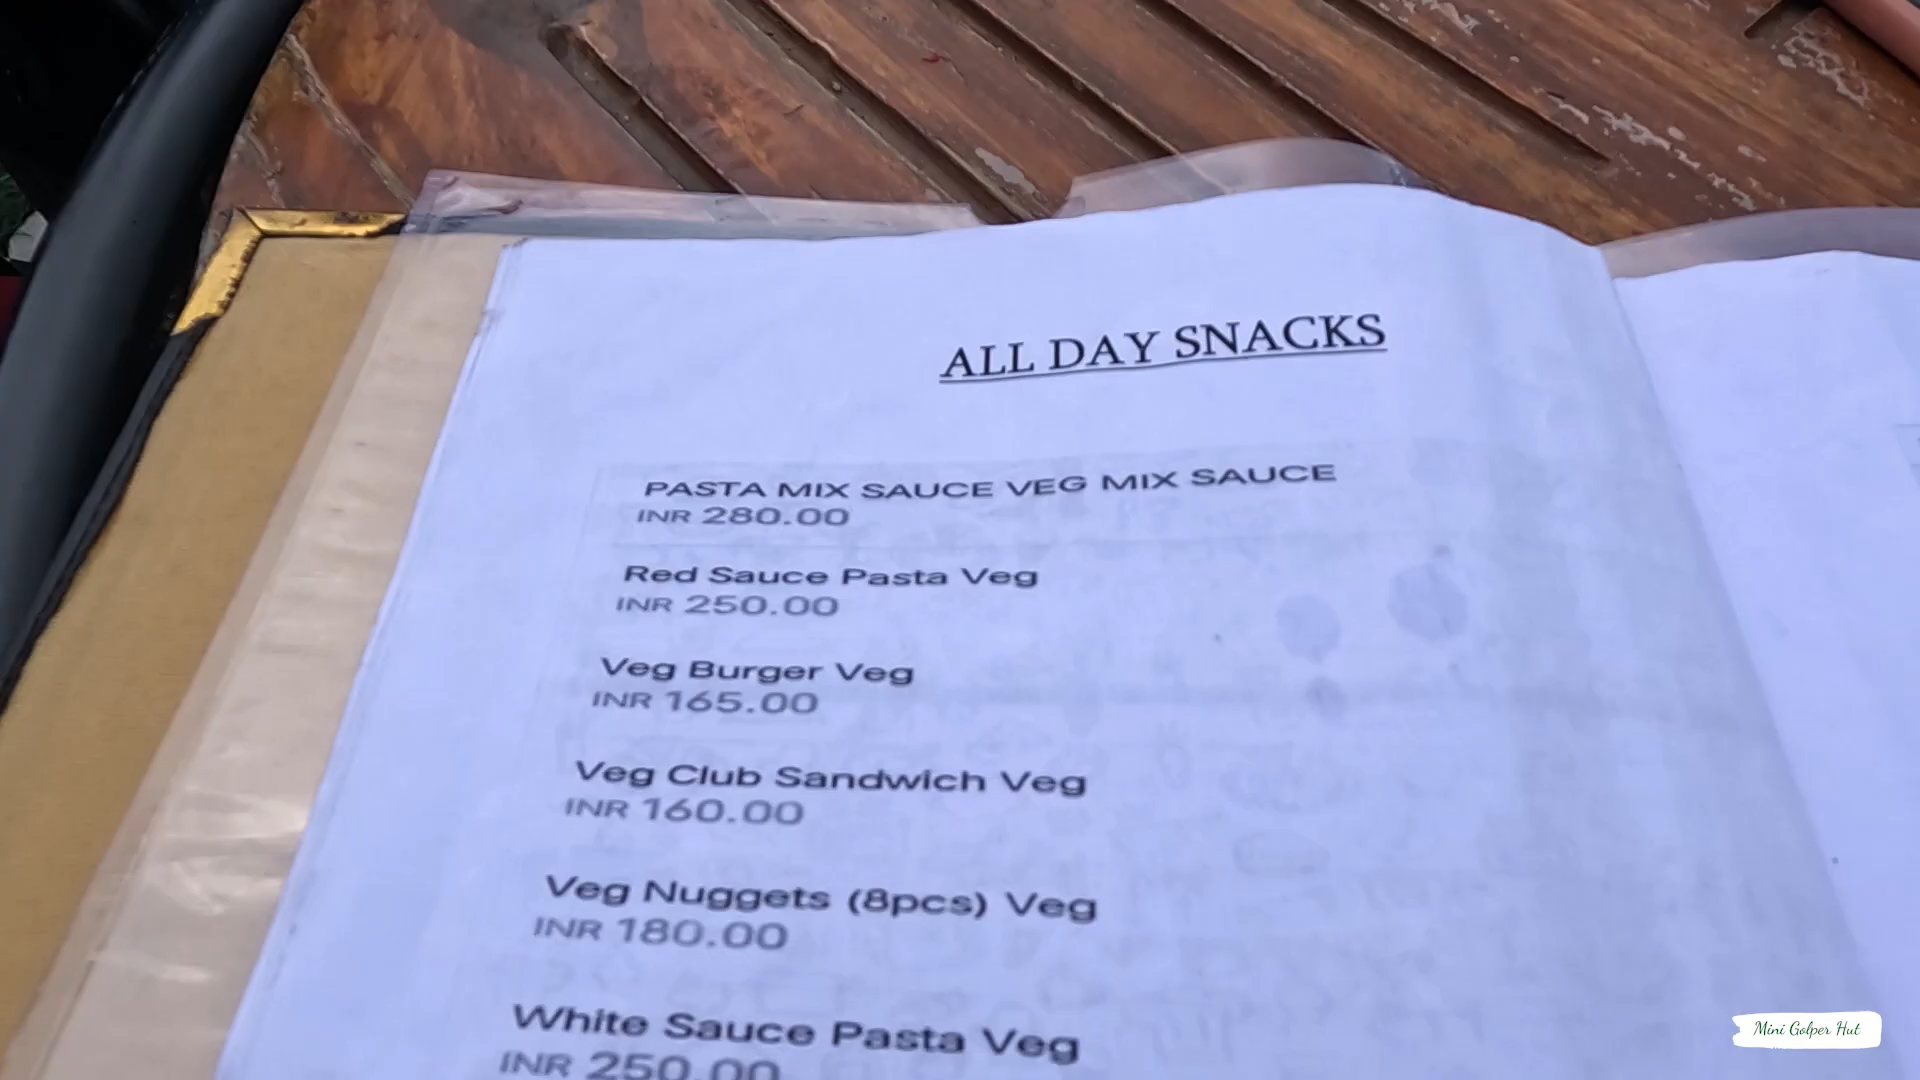 ALL DAY SNACKS
PASTA MIX SAUCE VEG MIX SAUCE
INR 280.00
Red Sauce Pasta Veg
INR 250.00
Veg Burger Veg
INR 165.00
Veg Club Sandwich Veg
INR 160.00
Veg Nuggets (8pcs) Veg
INR 180.00
White Sauce Pasta Veg
INR 250.00
Mini Golper Hut